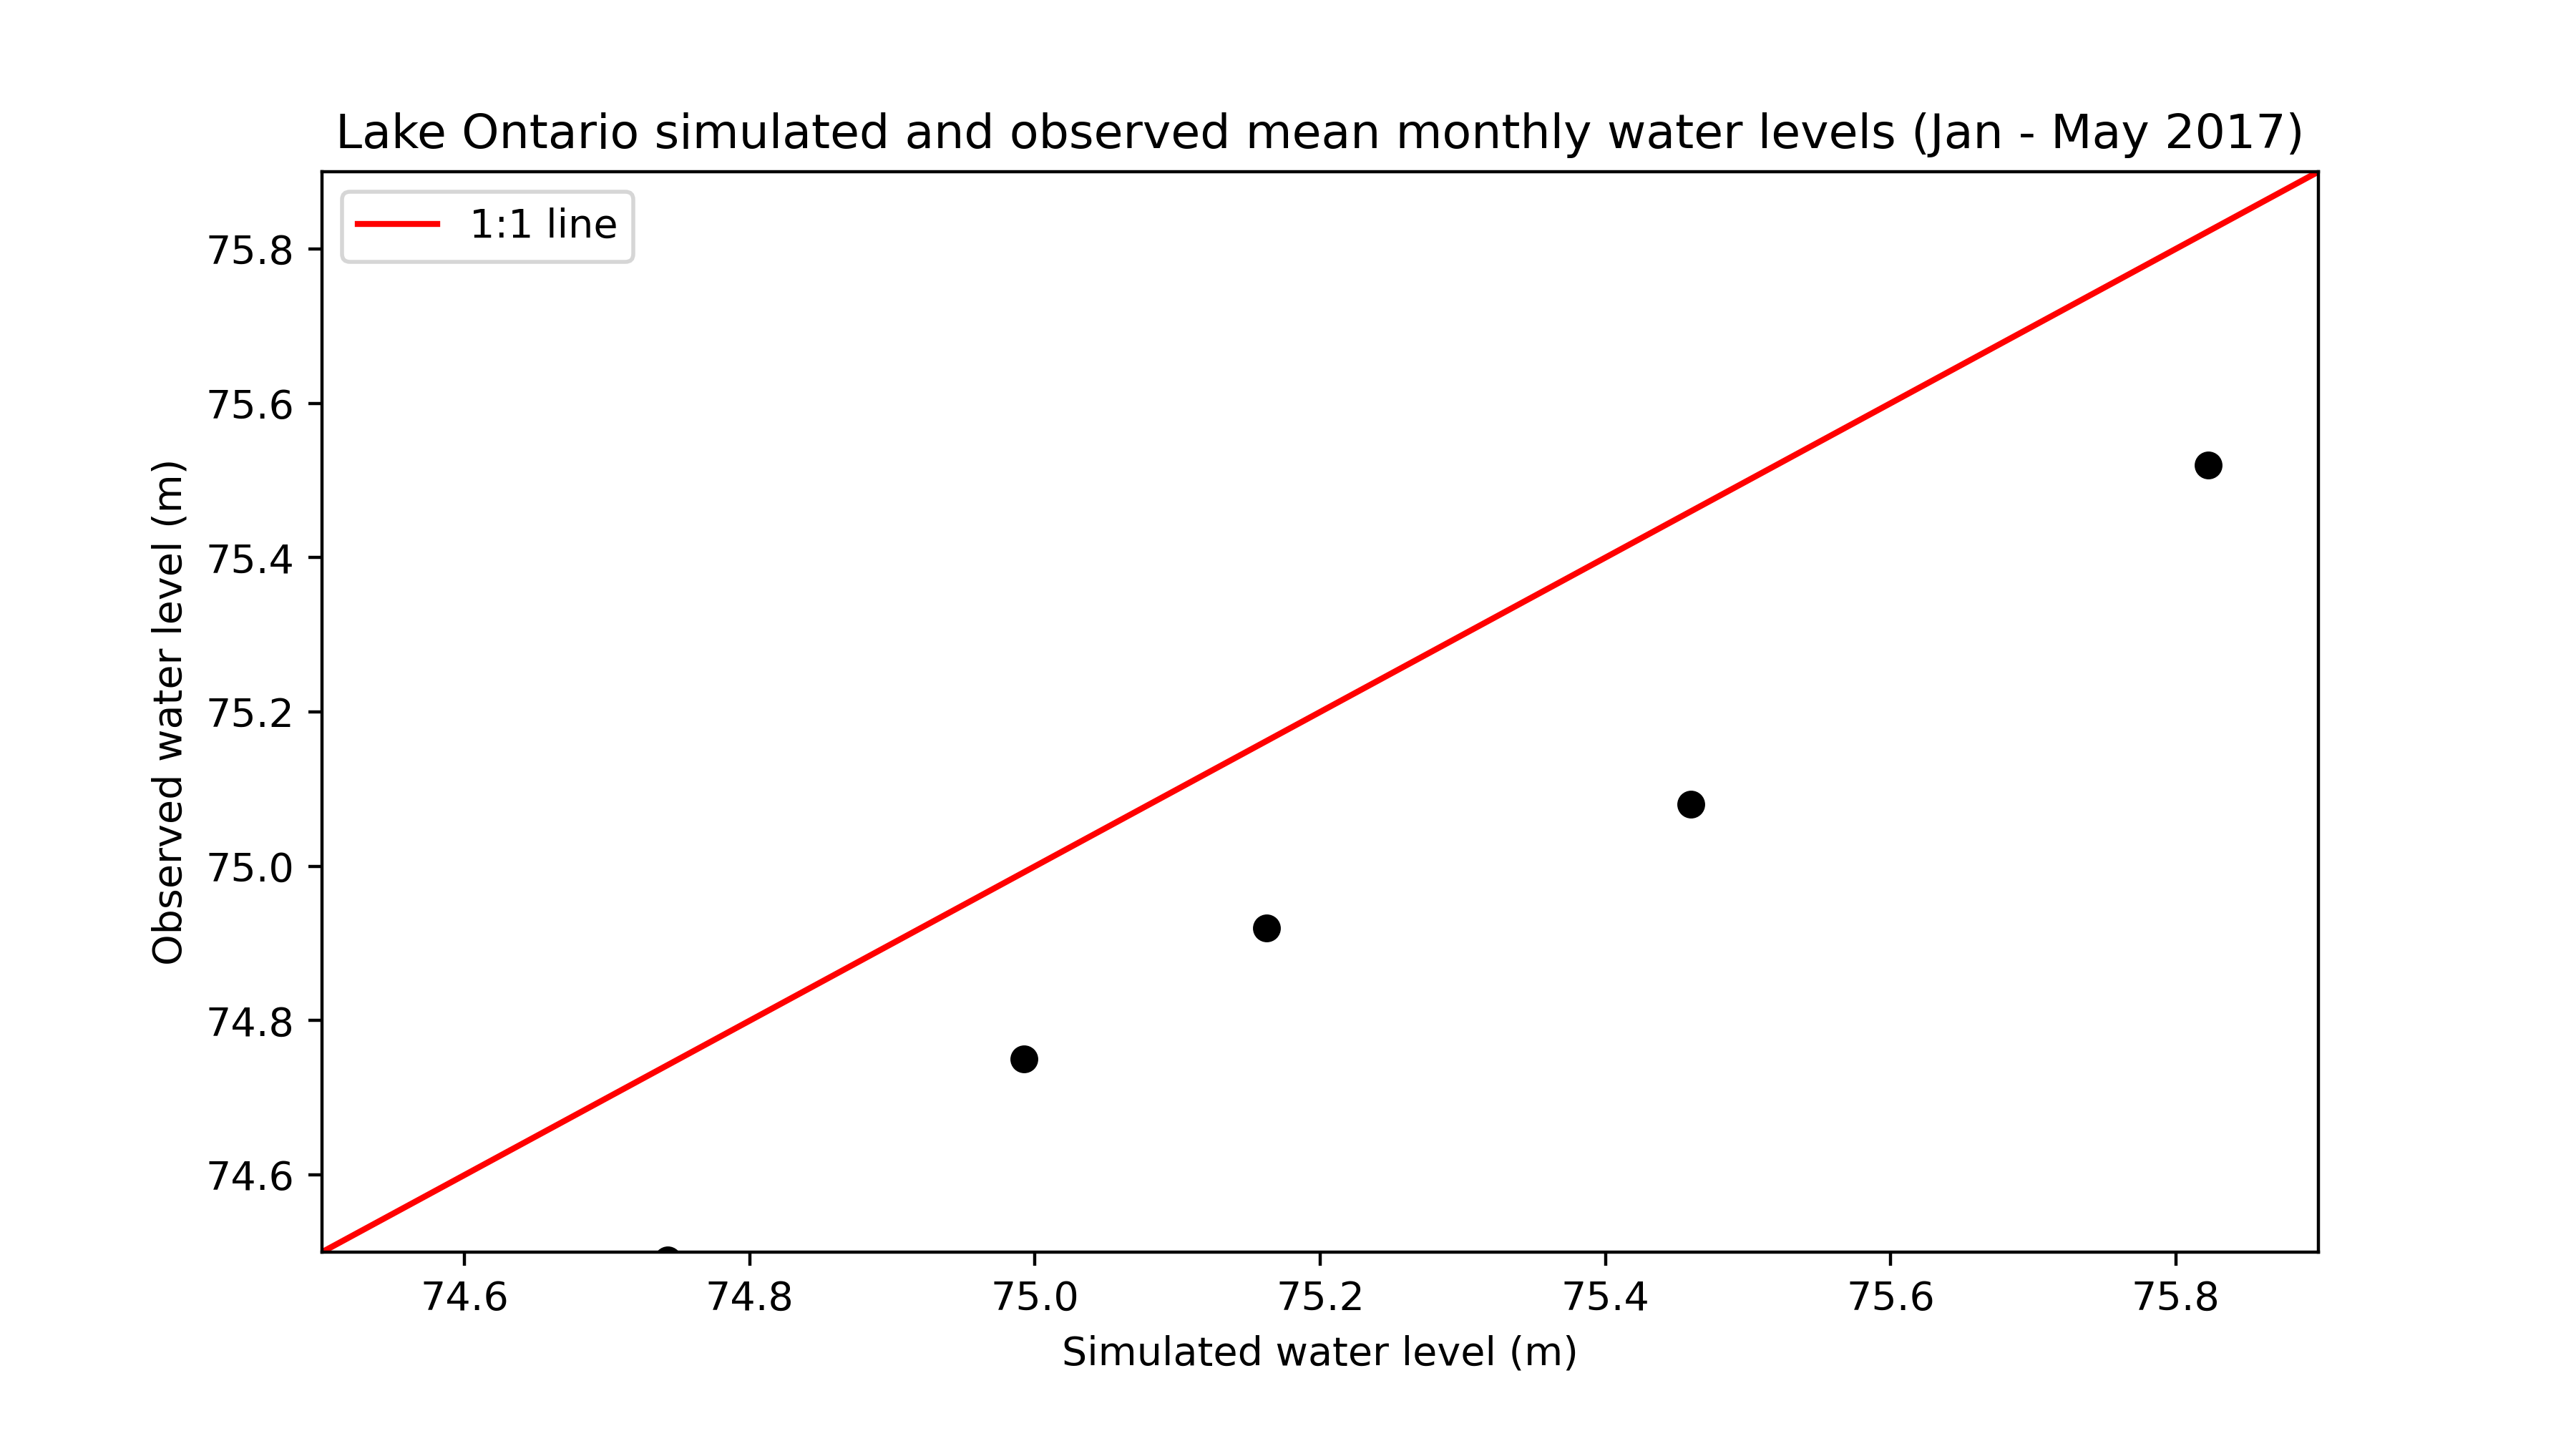 Lake Ontario simulated and observed mean monthly water levels (Jan - May 2017)
1:1 line
75.8
75.6
75.4
75.2
75.0
74.8
74.6
Observed water level (m)
74.6 74.8 75.0 75.2 75.4 75.6 75.8
Simulated water level (m)